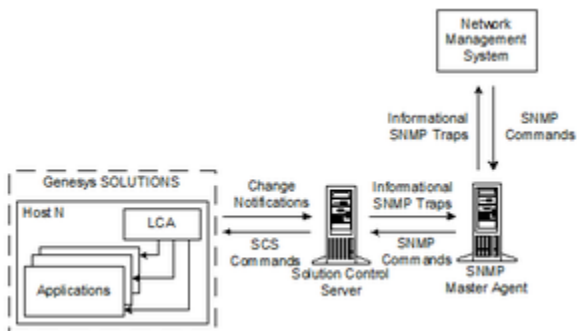 Network
Management
System
Informational
SNMP Traps
SNMP
Commands
Genesys SOLUTIONS
Host N
LCA
Applications
Change
Notifications
SCS
Commands
Solution Control
Server
Informational
SNMP Traps
SNMP
Commands
SNMP
Master Agent